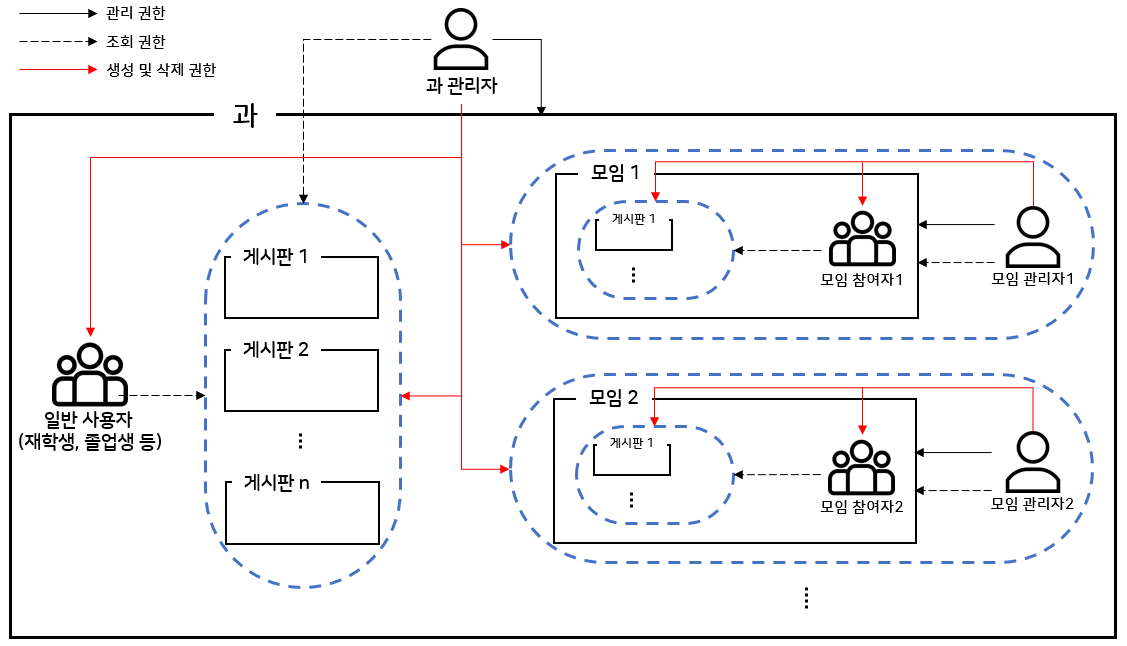 관리 권한
조회 권한
생성 및 삭제 권한
과 관리자
과
모임 1
게시판 1
모임 참여자1
모임 관리자1
게시판 1
게시판 2
게시판 n
일반 사용자
(재학생, 졸업생 등)
모임 2
게시판 1
모임 참여자2
모임 관리자2